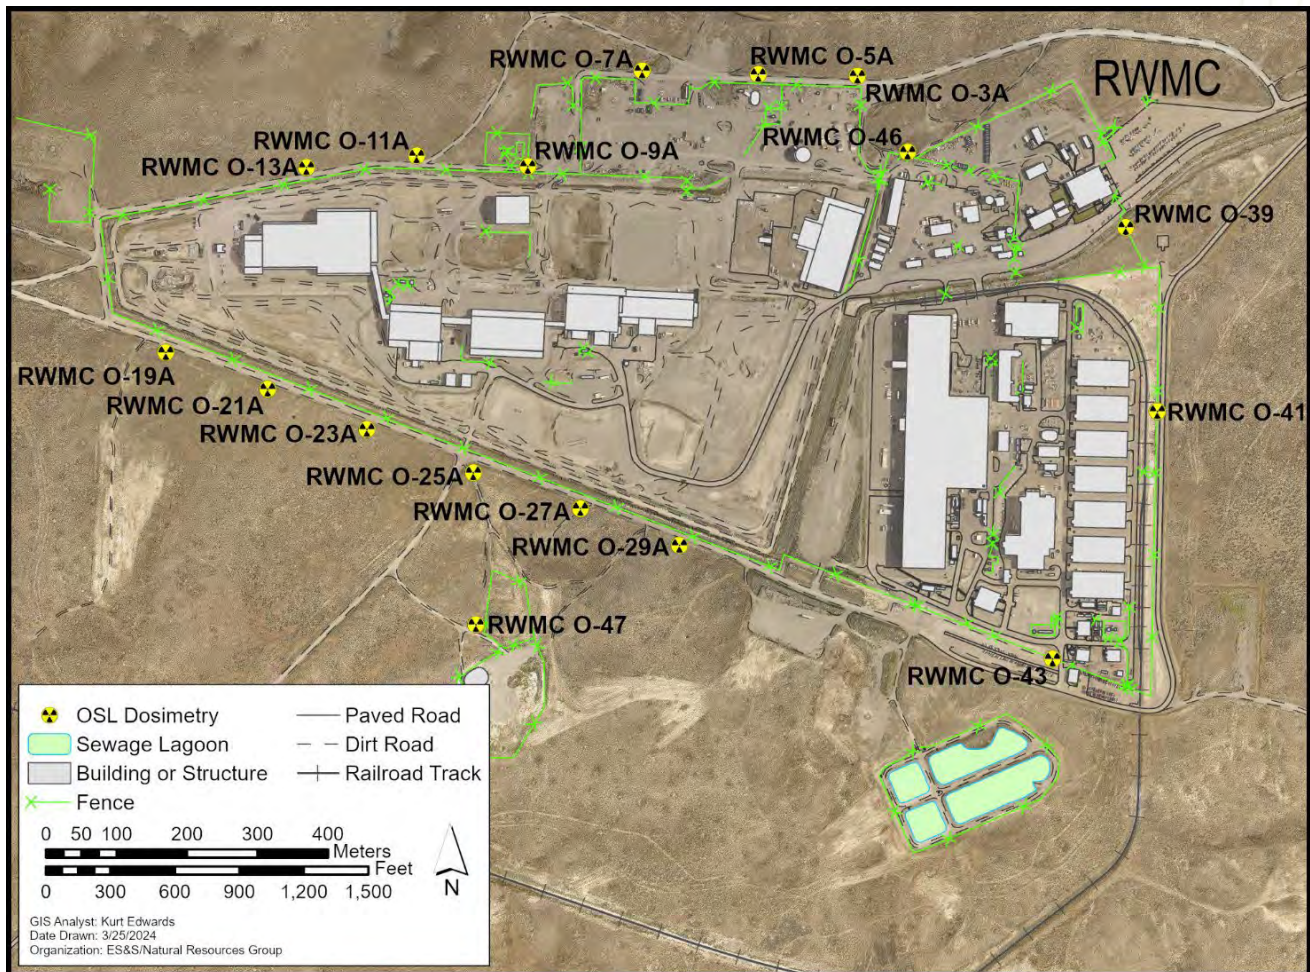 RWMC O-7A
RWMC O-5A
RWMC
RWMC O-3A
RWMC O-46
RWMC O-11A
RWMC O-9A
RWMC O-13A
RWMC O-39
RWMC O-19A
RWMC O-21A
RWMC O-41
RWMC O-23A
RWMC O-25A
RWMC O-27A
RWMC O-29A
RWMC O-47
RWMC O-43
OSL Dosimetry
Paved Road
Sewage Lagoon
Dirt Road
Building or Structure
Railroad Track
Fence
0 50 100 200 300 400
Meters
Feet
0 300 600 900 1,200 1,500
N
GIS Analyst: Kurt Edwards
Date Drawn: 3/25/2024
Organization: ES&S/Natural Resources Group